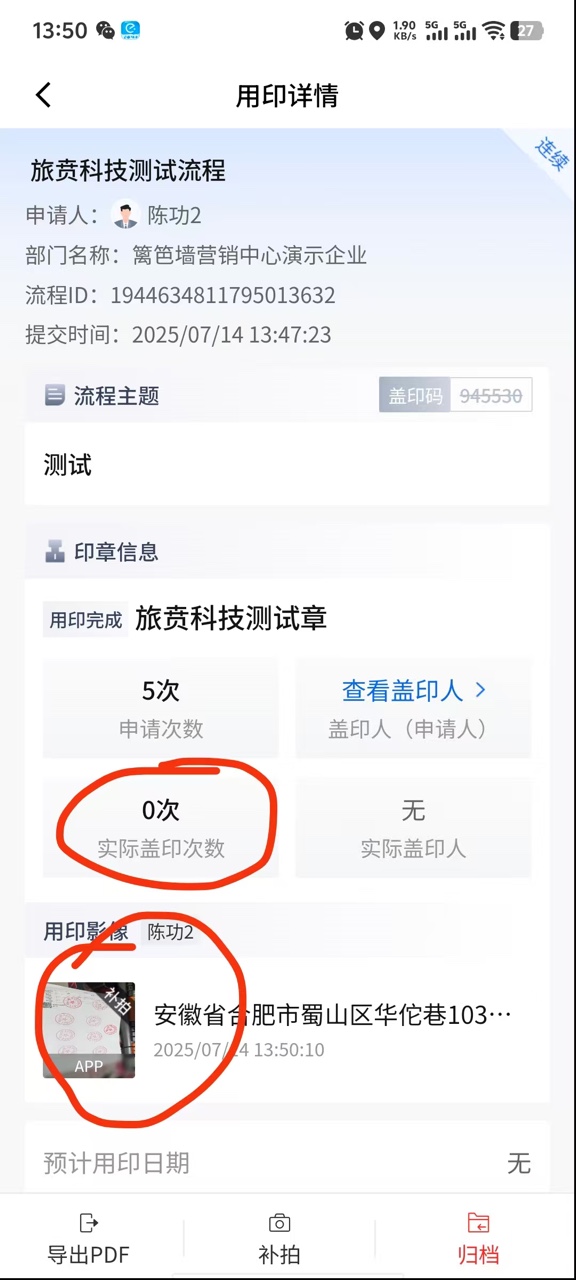 13:50
1.90 KB/s 5G 5G 27
用印详情
连续
旅贲科技测试流程
申请人： 陈功2
部门名称：篱笆墙营销中心演示企业
流程ID：1944634811795013632
提交时间：2025/07/14 13:47:23
流程主题 盖印码 945530
测试
印章信息
用印完成 旅贲科技测试章
5次 查看盖印人
申请次数 盖印人（申请人）
0次 无
实际盖印次数 实际盖印人
用印影像 陈功2
补拍
安徽省合肥市蜀山区华佗巷103…
2025/07/14 13:50:10
APP
预计用印日期 无
导出PDF 补拍 归档